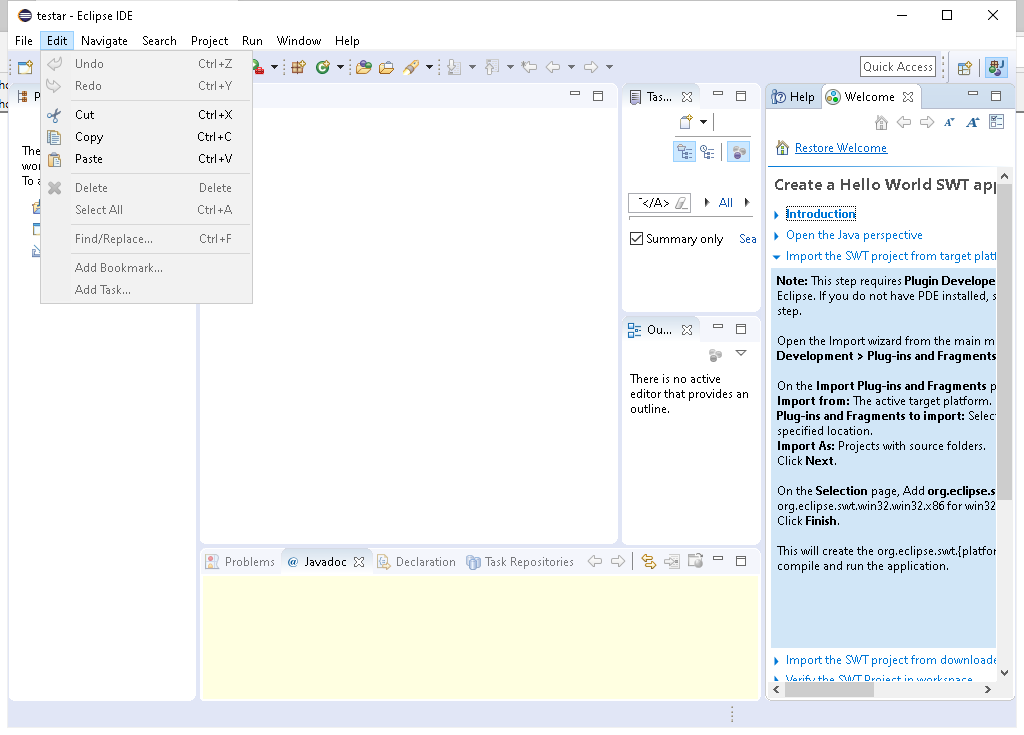 testar - Eclipse IDE
File Edit Navigate Search Project Run Window Help
Quick Access
Undo Ctrl+Z
Redo Ctrl+Y
Cut Ctrl+X
Copy Ctrl+C
Paste Ctrl+V
Delete Delete
Select All Ctrl+A
Find/Replace... Ctrl+F
Add Bookmark...
Add Task...
P
The
wor
To a
Tas...
"</A>
All
Summary only
Sea
Ou...
There is no active
editor that provides an
outline.
Help Welcome
Restore Welcome
Create a Hello World SWT app
Introduction
Open the Java perspective
Import the SWT project from target platf
Note: This step requires Plugin Develope
Eclipse. If you do not have PDE installed, s
step.
Open the Import wizard from the main m
Development > Plug-ins and Fragments
On the Import Plug-ins and Fragments p
Import from: The active target platform.
Plug-ins and Fragments to import: Selec
specified location.
Import As: Projects with source folders.
Click Next.
On the Selection page, Add org.eclipse.s
org.eclipse.swt.win32.win32.x86 for win32
Click Finish.
This will create the org.eclipse.swt.{platfor
compile and run the application.
Import the SWT project from downloade
Verify the SWT Project in workspace
Problems Javadoc Declaration Task Repositories